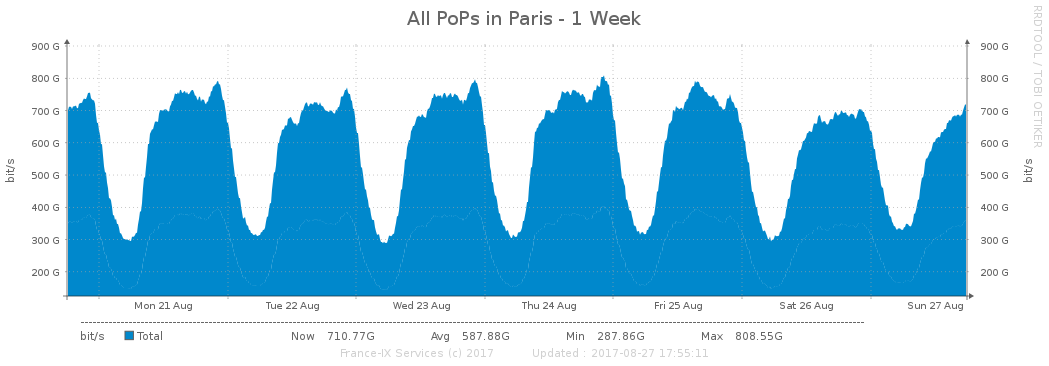 All PoPs in Paris - 1 Week
RRDTOOL / TOBI OETIKER
900 G 900 G
800 G 800 G
700 G 700 G
600 G 600 G
500 G 500 G
400 G 400 G
300 G 300 G
200 G 200 G
bit/s bit/s
Mon 21 Aug Tue 22 Aug Wed 23 Aug Thu 24 Aug Fri 25 Aug Sat 26 Aug Sun 27 Aug
bit/s Total Now 710.77G Avg 587.88G Min 287.86G Max 808.55G
France-IX Services (c) 2017 Updated : 2017-08-27 17:55:11